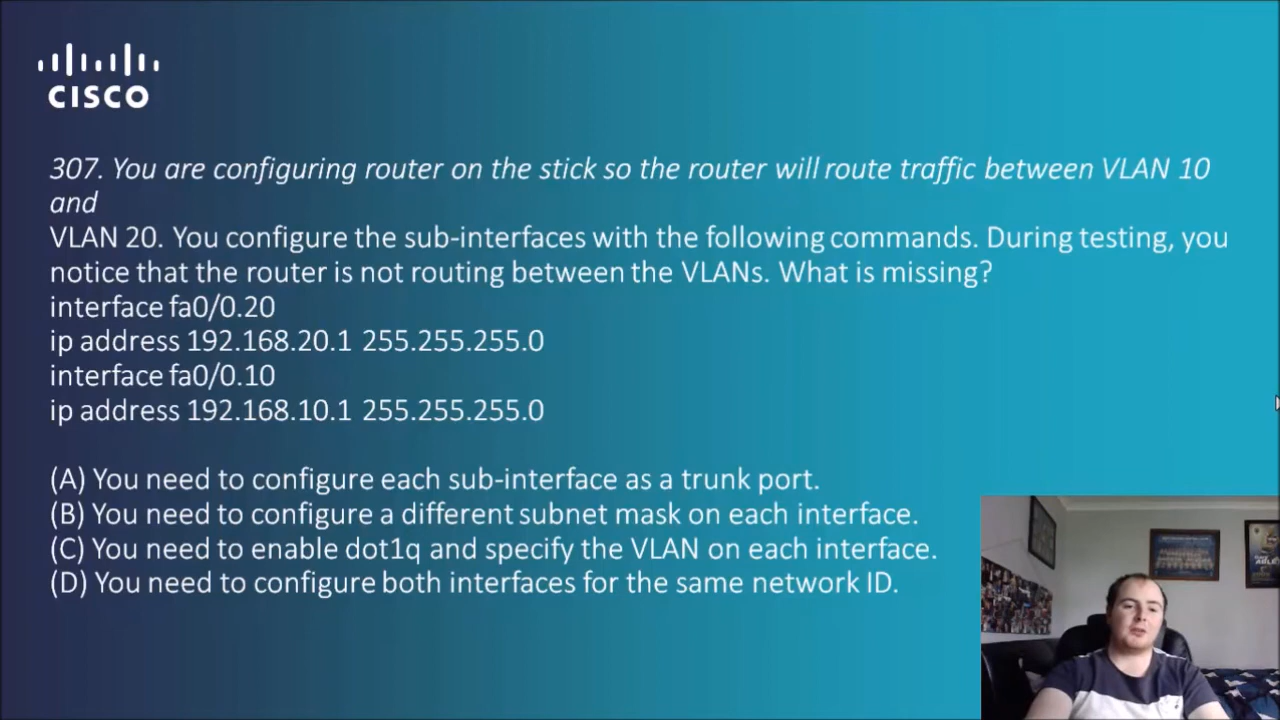 CISCO
307. You are configuring router on the stick so the router will route traffic between VLAN 10
and
VLAN 20. You configure the sub-interfaces with the following commands. During testing, you
notice that the router is not routing between the VLANs. What is missing?
interface fa0/0.20
ip address 192.168.20.1 255.255.255.0
interface fa0/0.10
ip address 192.168.10.1 255.255.255.0
(A) You need to configure each sub-interface as a trunk port.
(B) You need to configure a different subnet mask on each interface.
(C) You need to enable dot1q and specify the VLAN on each interface.
(D) You need to configure both interfaces for the same network ID.